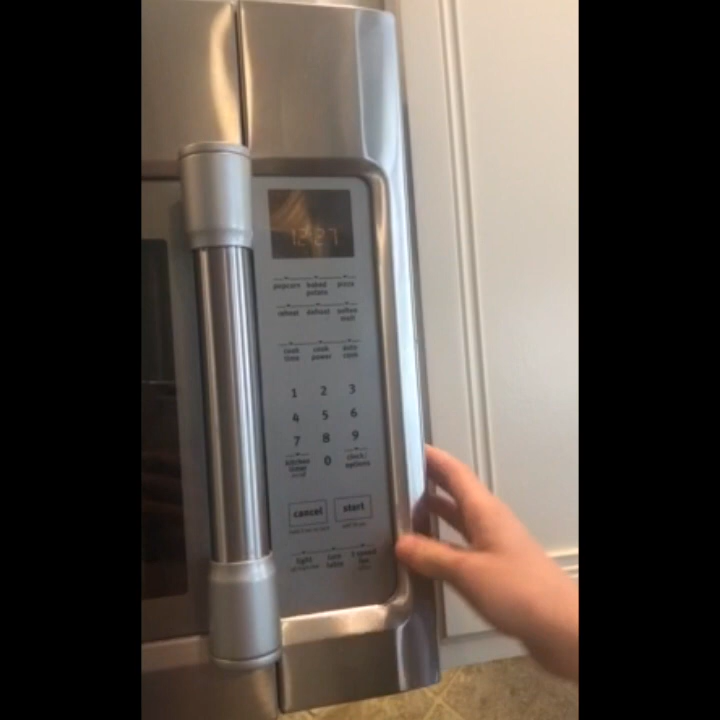 12:27
popcorn baked potato pizza
reheat defrost soften melt
cook time cook power auto cook
1 2 3
4 5 6
7 8 9
kitchen timer 0 clock/ options
cancel start
light turn table 3 speed fan